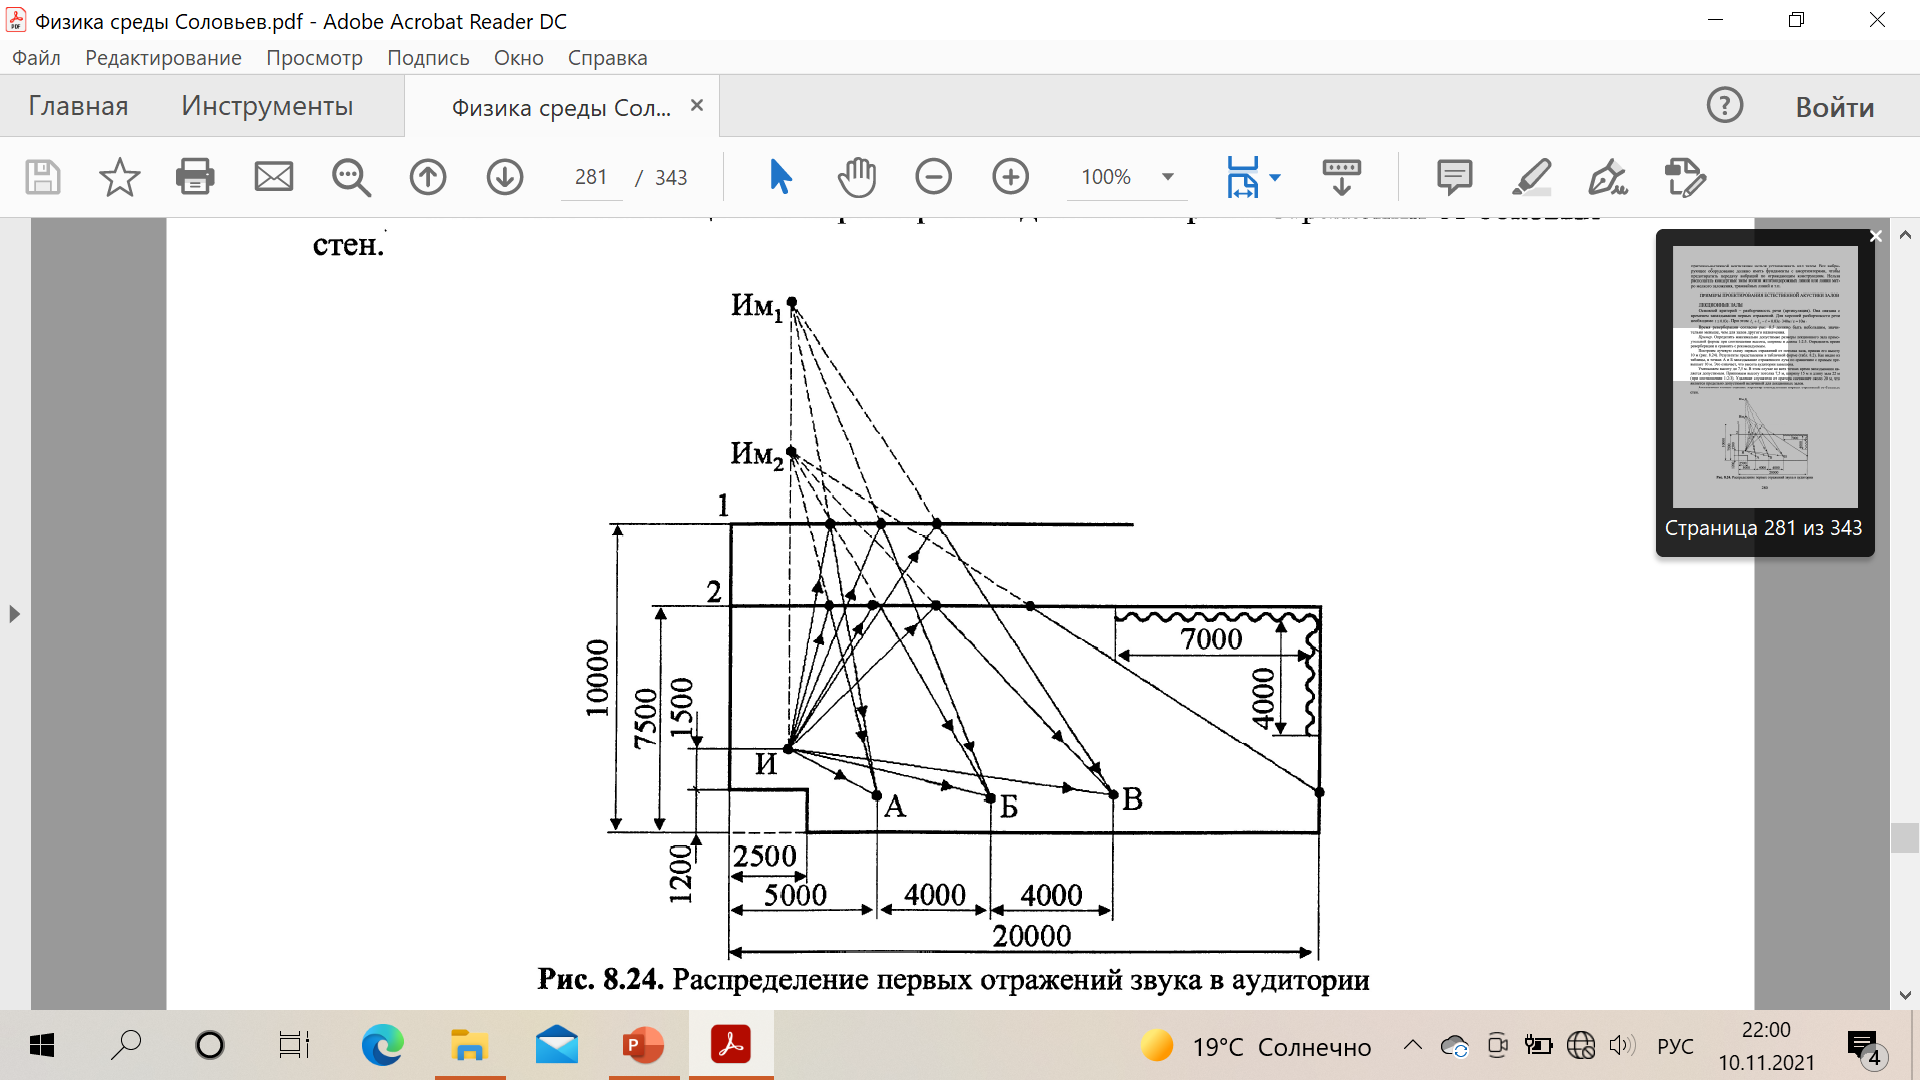 Физика среды Соловьев.pdf - Adobe Acrobat Reader DC
Файл Редактирование Просмотр Подпись Окно Справка
Главная Инструменты Физика среды Сол... Войти
281 / 343 100%
стен.
Им1
Им2
1
2
10000
7500
1500
1200
И
А
Б
В
7000
4000
2500
5000 4000 4000
20000
Рис. 8.24. Распределение первых отражений звука в аудитории
Страница 281 из 343
19°C Солнечно РУС
22:00
10.11.2021
4